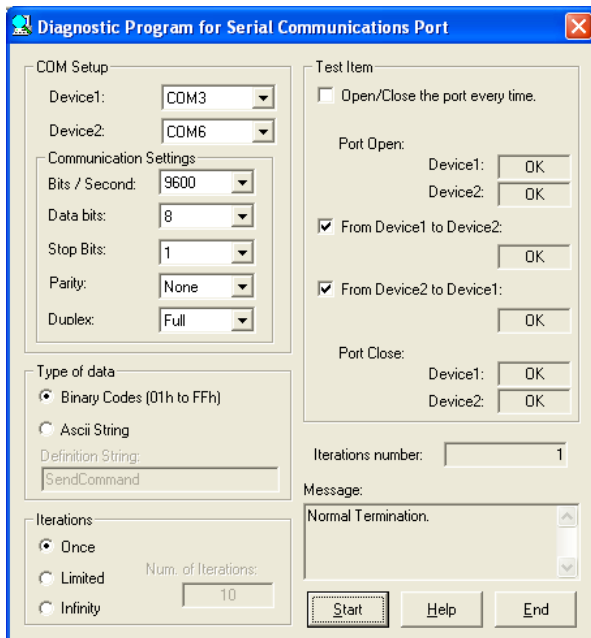 Diagnostic Program for Serial Communications Port
COM Setup
Device1: COM3
Device2: COM6
Communication Settings
Bits / Second: 9600
Data bits: 8
Stop Bits: 1
Parity: None
Duplex: Full
Type of data
Binary Codes (01h to FFh)
Ascii String
Definition String:
SendCommand
Iterations
Once
Limited
Infinity
Num. of Iterations:
10
Test Item
Open/Close the port every time.
Port Open:
Device1: OK
Device2: OK
From Device1 to Device2:
OK
From Device2 to Device1:
OK
Port Close:
Device1: OK
Device2: OK
Iterations number: 1
Message:
Normal Termination.
Start Help End